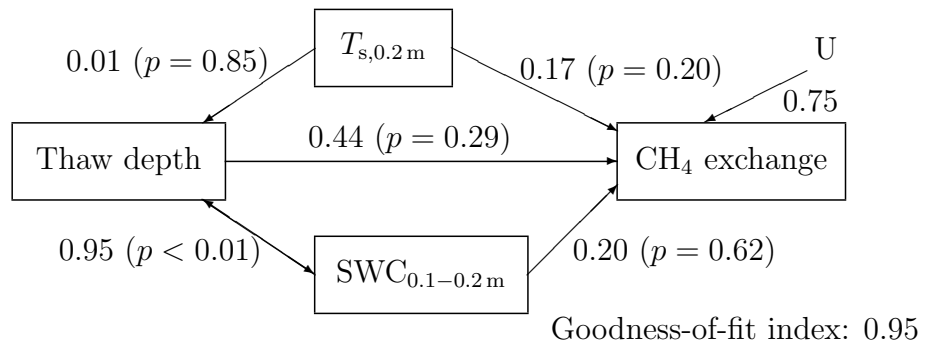 T_{s,0.2 m}
U
0.01 (p = 0.85)
0.17 (p = 0.20)
0.75
0.44 (p = 0.29)
Thaw depth
CH_4 exchange
0.95 (p < 0.01)
0.20 (p = 0.62)
SWC_{0.1−0.2 m}
Goodness-of-fit index: 0.95